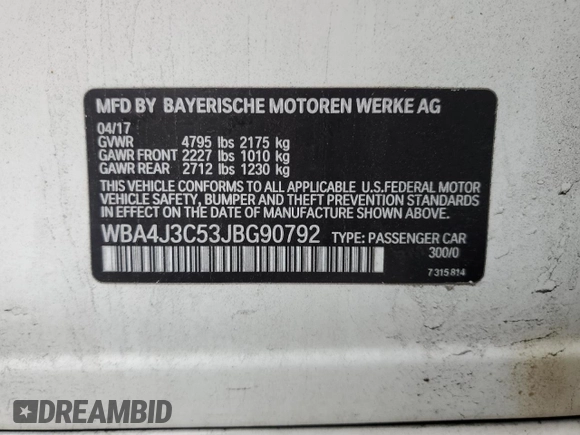 MFD BY BAYERISCHE MOTOREN WERKE AG
04/17
GVWR 4795 lbs 2175 kg
GAWR FRONT 2227 lbs 1010 kg
GAWR REAR 2712 lbs 1230 kg
THIS VEHICLE CONFORMS TO ALL APPLICABLE U.S.FEDERAL MOTOR
VEHICLE SAFETY, BUMPER AND THEFT PREVENTION STANDARDS
IN EFFECT ON THE DATE OF MANUFACTURE SHOWN ABOVE.
WBA4J3C53JBG90792 TYPE: PASSENGER CAR
300/0
7 315 814
DREAMBID